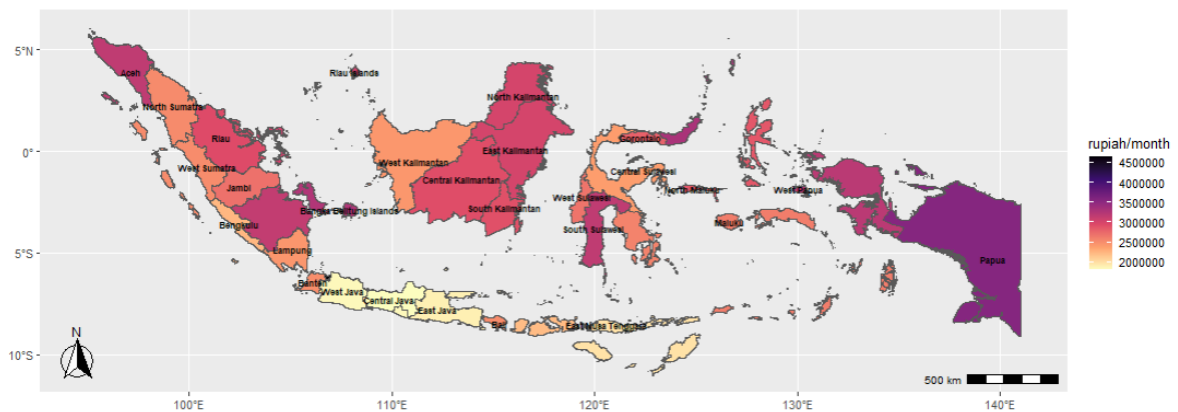 rupiah/month
4500000
4000000
3500000
3000000
2500000
2000000
5°N
0°
5°S
10°S
100°E
110°E
120°E
130°E
140°E
N
500 km
Aceh
North Sumatra
Riau Islands
Riau
West Sumatra
Jambi
Bengkulu
Bangka Belitung Islands
Lampung
Banten
West Java
Central Java
East Java
Bali
East Nusa Tenggara
North Kalimantan
West Kalimantan
East Kalimantan
Central Kalimantan
South Kalimantan
Gorontalo
Central Sulawesi
West Sulawesi
South Sulawesi
North Maluku
Maluku
West Papua
Papua